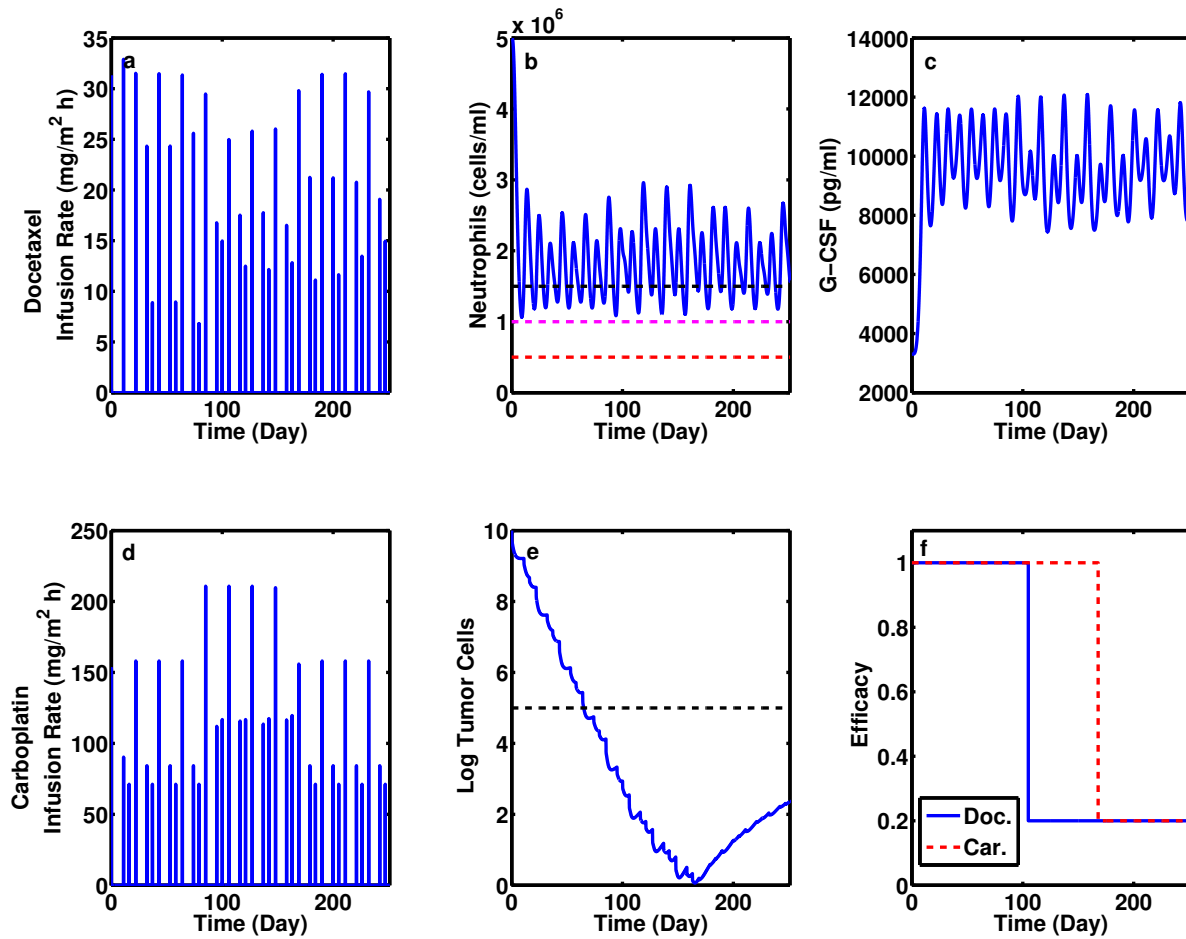 a
35
30
25
20
15
10
5
0
0 100 200
Time (Day)
Docetaxel
Infusion Rate (mg/m² h)
x 10⁶
b
5
4
3
2
1
0
0 100 200
Time (Day)
Neutrophils (cells/ml)
c
14000
12000
10000
8000
6000
4000
2000
0 100 200
Time (Day)
G−CSF (pg/ml)
d
250
200
150
100
50
0
0 100 200
Time (Day)
Carboplatin
Infusion Rate (mg/m² h)
e
10
8
6
4
2
0
0 100 200
Time (Day)
Log Tumor Cells
f
1
0.8
0.6
0.4
0.2
0
0 100 200
Time (Day)
Efficacy
Doc.
Car.